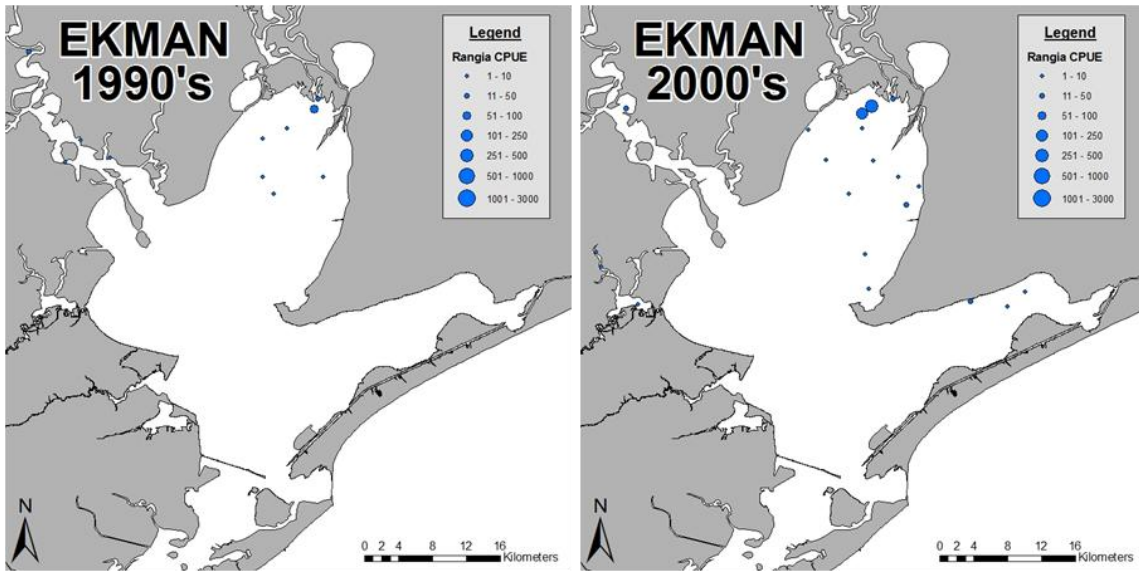 EKMAN
1990's
Legend
Rangia CPUE
1 - 10
11 - 50
51 - 100
101 - 250
251 - 500
501 - 1000
1001 - 3000
N
0 2 4 8 12 16
Kilometers
EKMAN
2000's
Legend
Rangia CPUE
1 - 10
11 - 50
51 - 100
101 - 250
251 - 500
501 - 1000
1001 - 3000
N
0 2 4 8 12 16
Kilometers